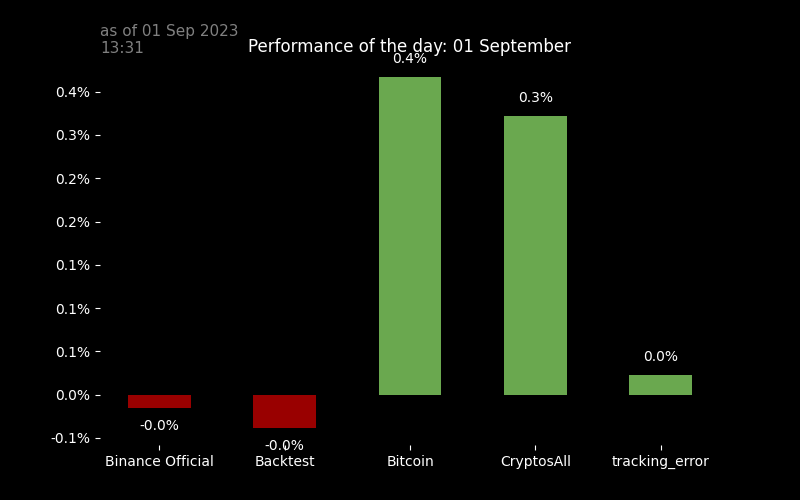 as of 01 Sep 2023
13:31
Performance of the day: 01 September
0.4%
0.3%
0.2%
0.2%
0.1%
0.1%
0.1%
0.0%
-0.1%
-0.0%
-0.0%
0.4%
0.3%
0.0%
Binance Official
Backtest
Bitcoin
CryptosAll
tracking_error